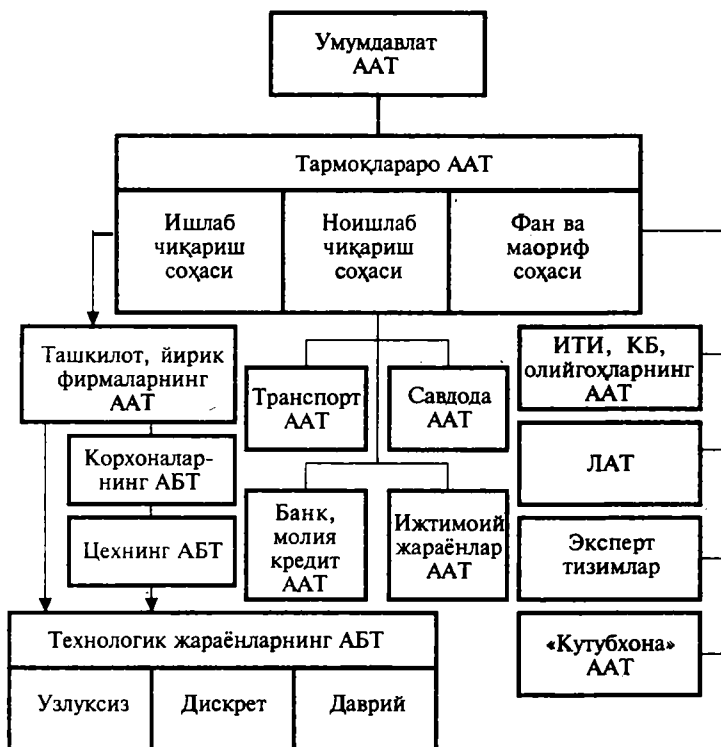 Умумдавлат
ААТ
Тармоқлараро ААТ
Ишлаб
чиқариш
соҳаси
Ноишлаб
чиқариш
соҳаси
Фан ва
маориф
соҳаси
Ташкилот, йирик
фирмаларнинг
ААТ
Корхоналар-
нинг АБТ
Цехнинг АБТ
Транспорт
ААТ
Савдода
ААТ
Банк,
молия
кредит
ААТ
Ижтимоий
жараёнлар
ААТ
ИТИ, КБ,
олийгоҳларнинг
ААТ
ЛАТ
Эксперт
тизимлар
«Кутубхона»
ААТ
Технологик жараёнларнинг АБТ
Узлуксиз
Дискрет
Даврий